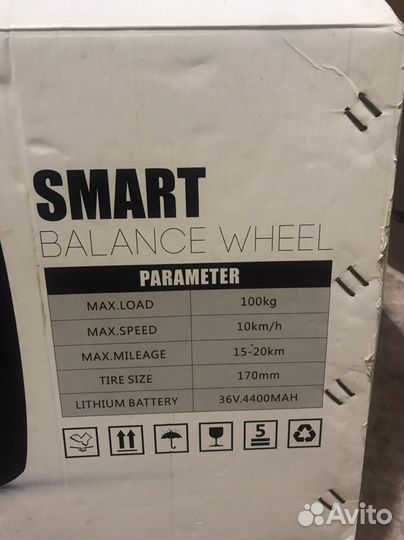 SMART
BALANCE WHEEL
PARAMETER
MAX.LOAD 100kg
MAX.SPEED 10km/h
MAX.MILEAGE 15-20km
TIRE SIZE 170mm
LITHIUM BATTERY 36V.4400MAH
5
Avito